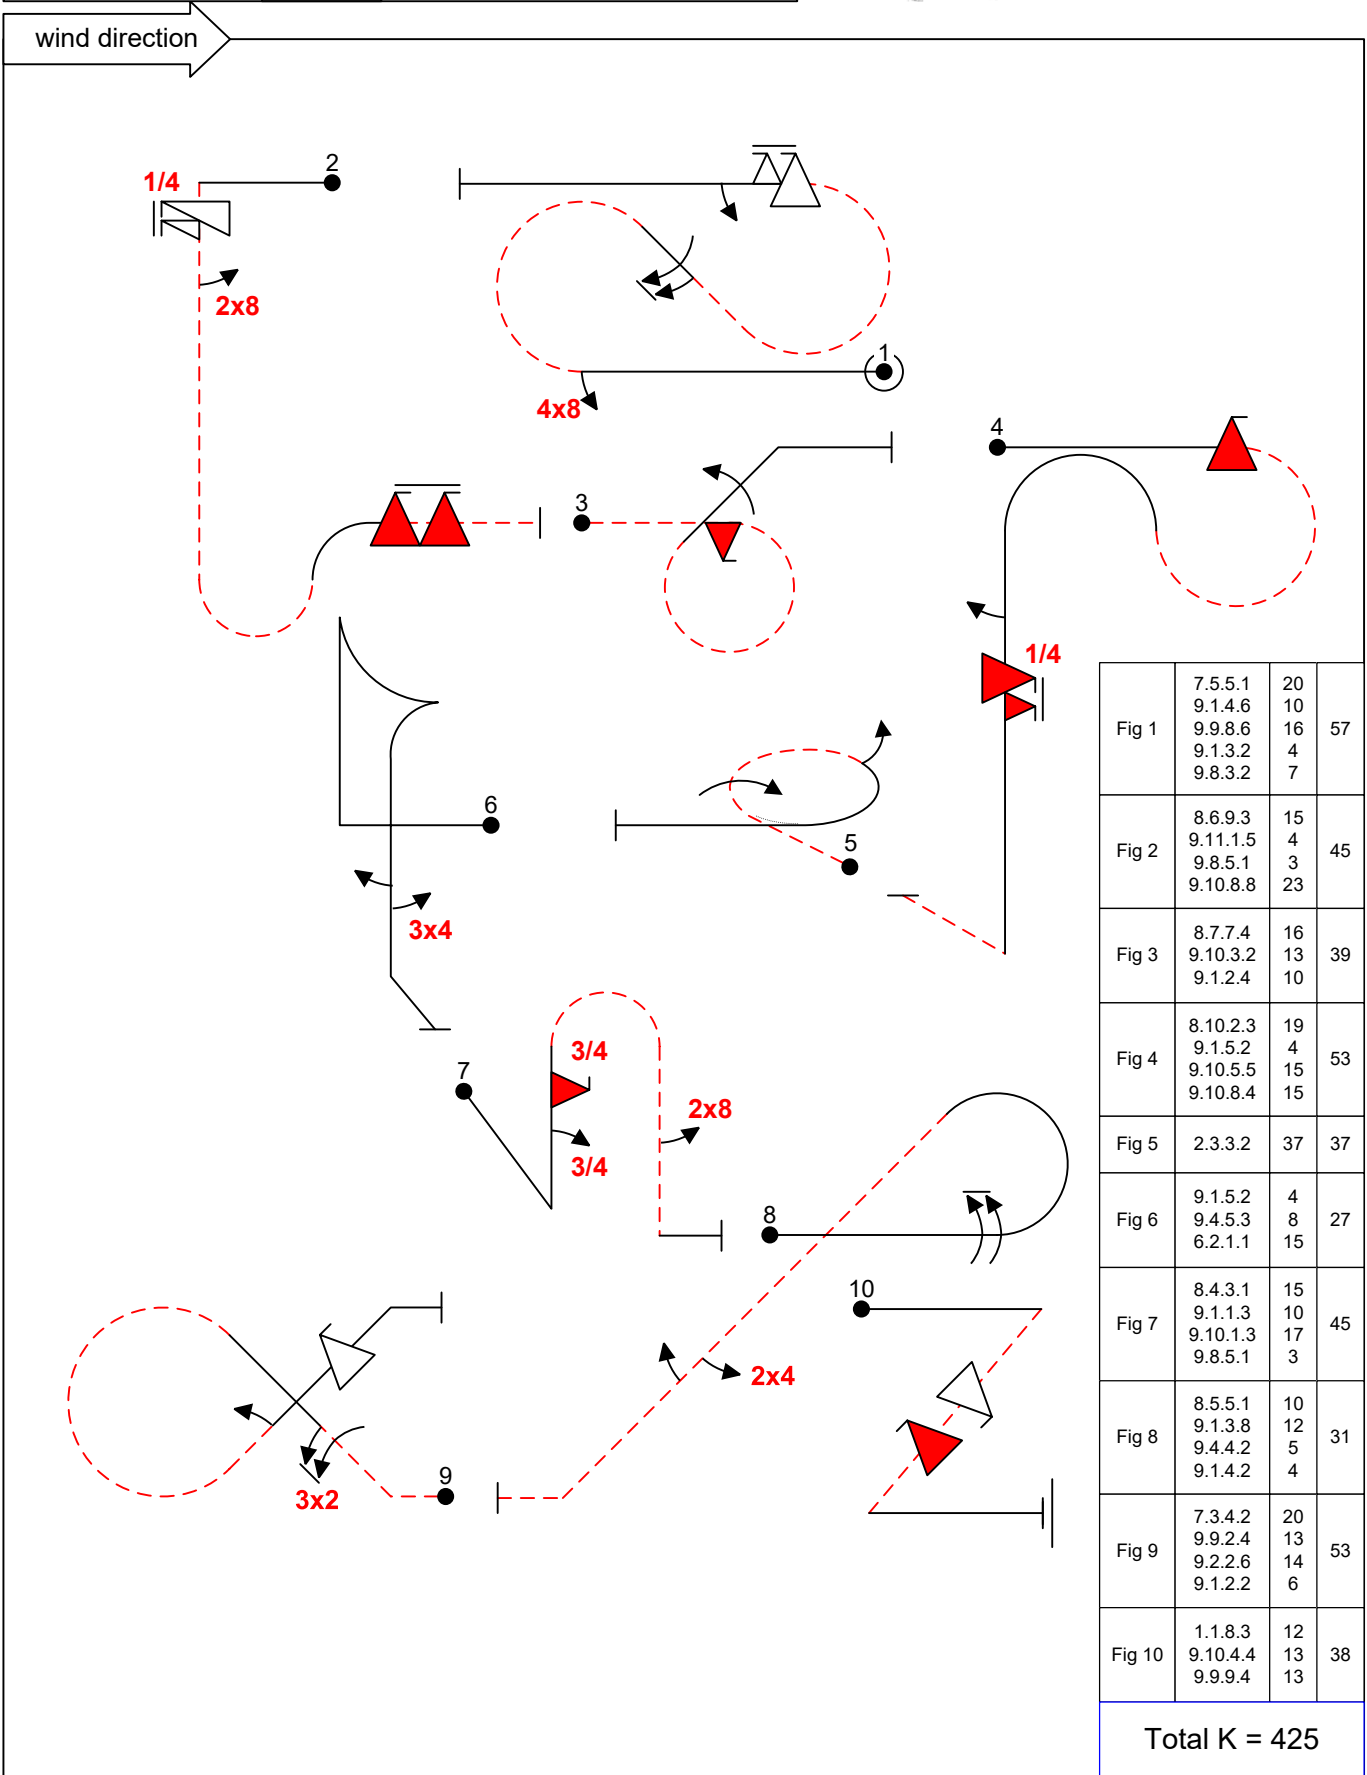 wind direction
2
1/4
2x8
1
4x8
4
3
1/4
6
5
3x4
7
3/4
3/4
2x8
8
10
2x4
9
3x2
Fig 1 7.5.5.1 20 57
9.1.4.6 10
9.9.8.6 16
9.1.3.2 4
9.8.3.2 7
Fig 2 8.6.9.3 15 45
9.11.1.5 4
9.8.5.1 3
9.10.8.8 23
Fig 3 8.7.7.4 16 39
9.10.3.2 13
9.1.2.4 10
Fig 4 8.10.2.3 19 53
9.1.5.2 4
9.10.5.5 15
9.10.8.4 15
Fig 5 2.3.3.2 37 37
Fig 6 9.1.5.2 4 27
9.4.5.3 8
6.2.1.1 15
Fig 7 8.4.3.1 15 45
9.1.1.3 10
9.10.1.3 17
9.8.5.1 3
Fig 8 8.5.5.1 10 31
9.1.3.8 12
9.4.4.2 5
9.1.4.2 4
Fig 9 7.3.4.2 20 53
9.9.2.4 13
9.2.2.6 14
9.1.2.2 6
Fig 10 1.1.8.3 12 38
9.10.4.4 13
9.9.9.4 13
Total K = 425